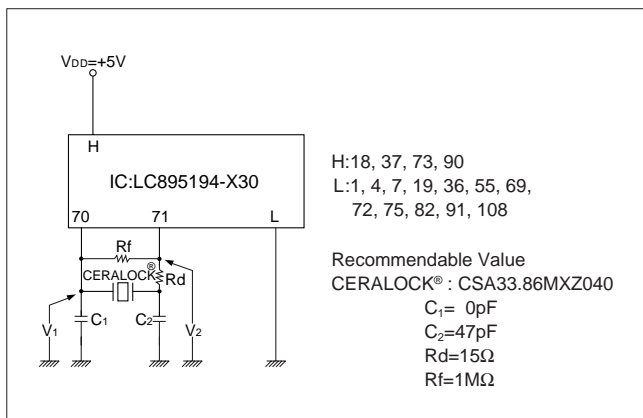 VDD=+5V
H
IC:LC895194-X30
70 71 L
Rf
CERALOCK® Rd
V1 C1 C2 V2
H:18, 37, 73, 90
L:1, 4, 7, 19, 36, 55, 69,
72, 75, 82, 91, 108
Recommendable Value
CERALOCK® : CSA33.86MXZ040
C1= 0pF
C2=47pF
Rd=15Ω
Rf=1MΩ